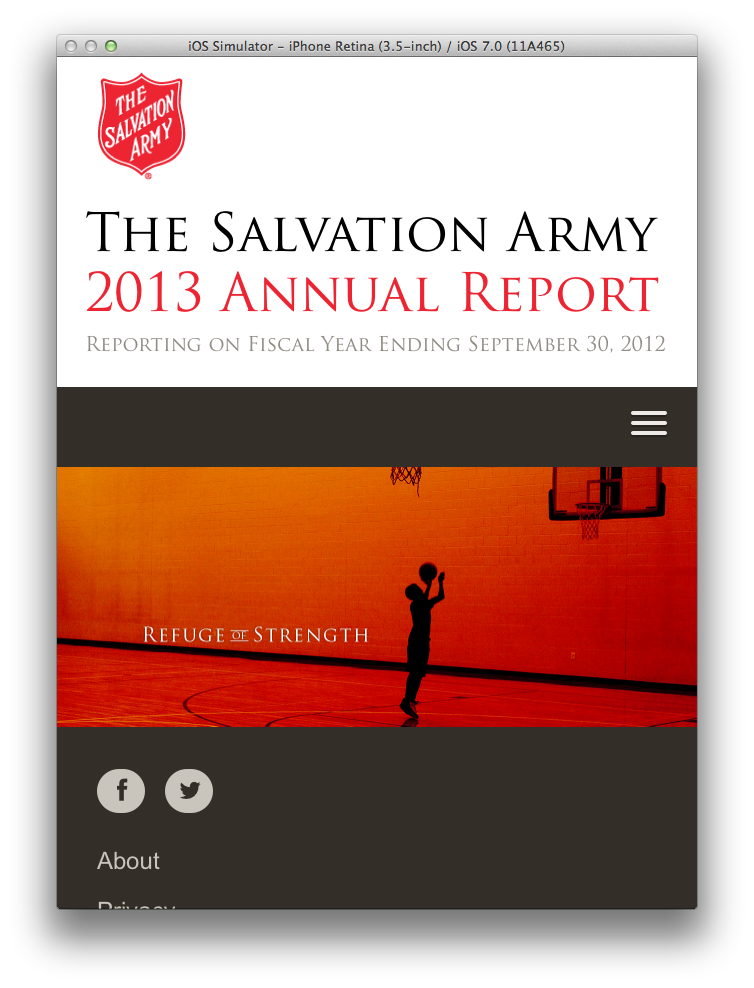 iOS Simulator – iPhone Retina (3.5-inch) / iOS 7.0 (11A465)
THE
SALVATION
ARMY
®
THE SALVATION ARMY
2013 ANNUAL REPORT
REPORTING ON FISCAL YEAR ENDING SEPTEMBER 30, 2012
REFUGE OF STRENGTH
About
Privacy